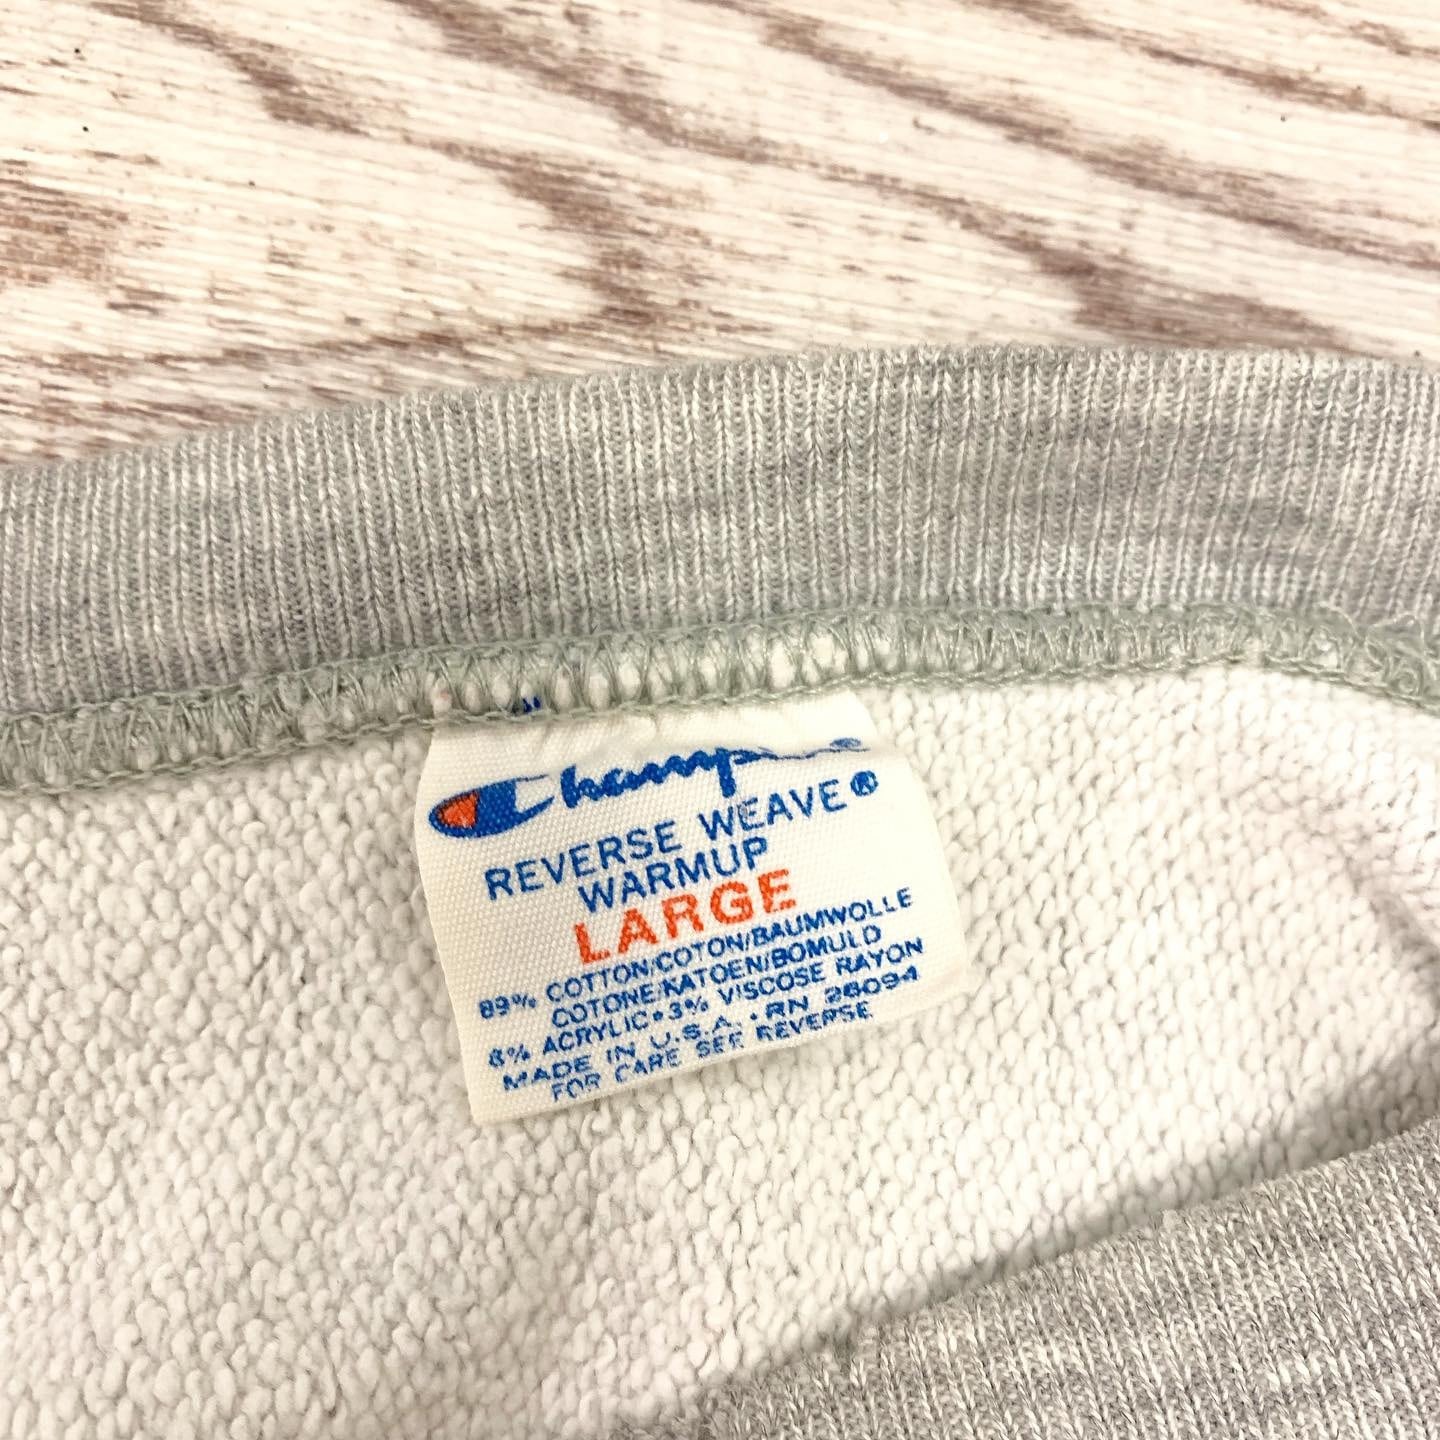 Champion®
REVERSE WEAVE®
WARMUP
LARGE
89% COTTON/COTON/BAUMWOLLE
COTONE/KATOEN/BOMULD
8% ACRYLIC•3% VISCOSE RAYON
MADE IN U.S.A. • RN 26094
FOR CARE SEE REVERSE